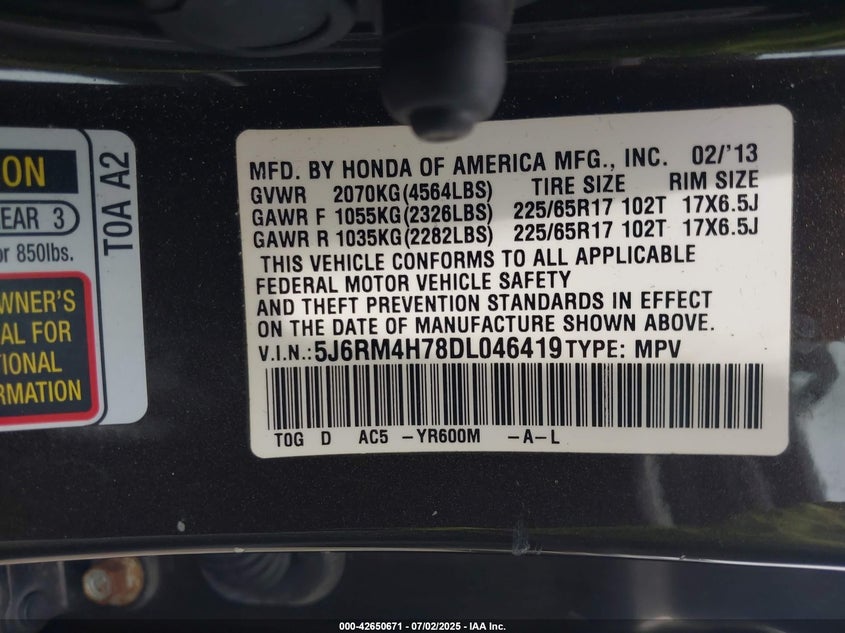 ION
EAR 3
or 850lbs.
WNER'S
AL FOR
TIONAL
RMATION
TOA A2
MFD. BY HONDA OF AMERICA MFG., INC. 02/'13
GVWR 2070KG(4564LBS) TIRE SIZE RIM SIZE
GAWR F 1055KG(2326LBS) 225/65R17 102T 17X6.5J
GAWR R 1035KG(2282LBS) 225/65R17 102T 17X6.5J
THIS VEHICLE CONFORMS TO ALL APPLICABLE
FEDERAL MOTOR VEHICLE SAFETY
AND THEFT PREVENTION STANDARDS IN EFFECT
ON THE DATE OF MANUFACTURE SHOWN ABOVE.
V.I.N.: 5J6RM4H78DL046419 TYPE: MPV
T0G D AC5 -YR600M -A-L
000-42650671 - 07/02/2025 - IAA Inc.